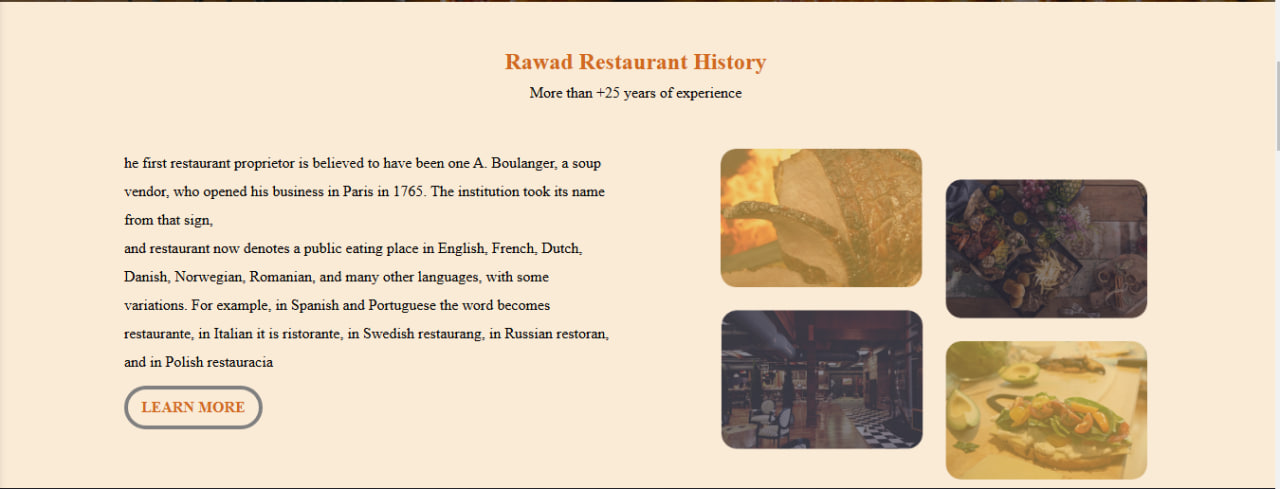 Rawad Restaurant History
More than +25 years of experience
he first restaurant proprietor is believed to have been one A. Boulanger, a soup
vendor, who opened his business in Paris in 1765. The institution took its name
from that sign,
and restaurant now denotes a public eating place in English, French, Dutch,
Danish, Norwegian, Romanian, and many other languages, with some
variations. For example, in Spanish and Portuguese the word becomes
restaurante, in Italian it is ristorante, in Swedish restaurang, in Russian restoran,
and in Polish restauracia
LEARN MORE